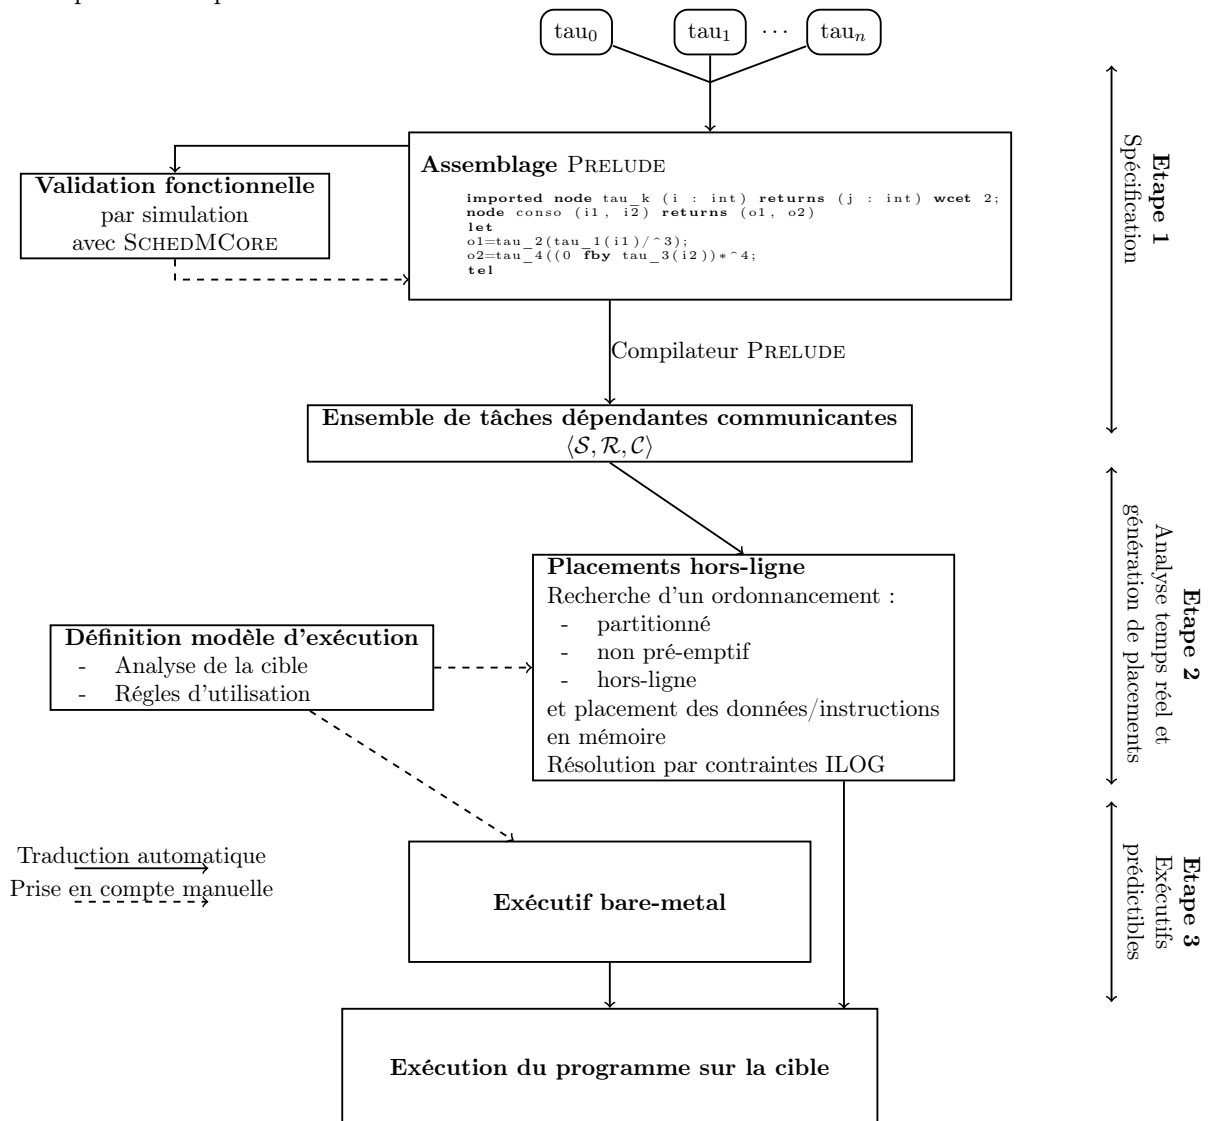 tau0
tau1
···
taun
Assemblage PRELUDE
imported node tau_k (i : int) returns (j : int) wcet 2;
node conso (i1, i2) returns (o1, o2)
let
o1=tau_2(tau_1(i1)/^3);
o2=tau_4((0 fby tau_3(i2))*^4;
tel
Validation fonctionnelle
par simulation
avec SCHEDMCORE
Compilateur PRELUDE
Ensemble de tâches dépendantes communicantes
⟨S, R, C⟩
Etape 1
Spécification
Placements hors-ligne
Recherche d'un ordonnancement :
- partitionné
- non pré-emptif
- hors-ligne
et placement des données/instructions
en mémoire
Résolution par contraintes ILOG
Définition modèle d'exécution
- Analyse de la cible
- Régles d'utilisation
Etape 2
Analyse temps réel et
génération de placements
Traduction automatique
Prise en compte manuelle
Exécutif bare-metal
Etape 3
Exécutifs
prédictibles
Exécution du programme sur la cible